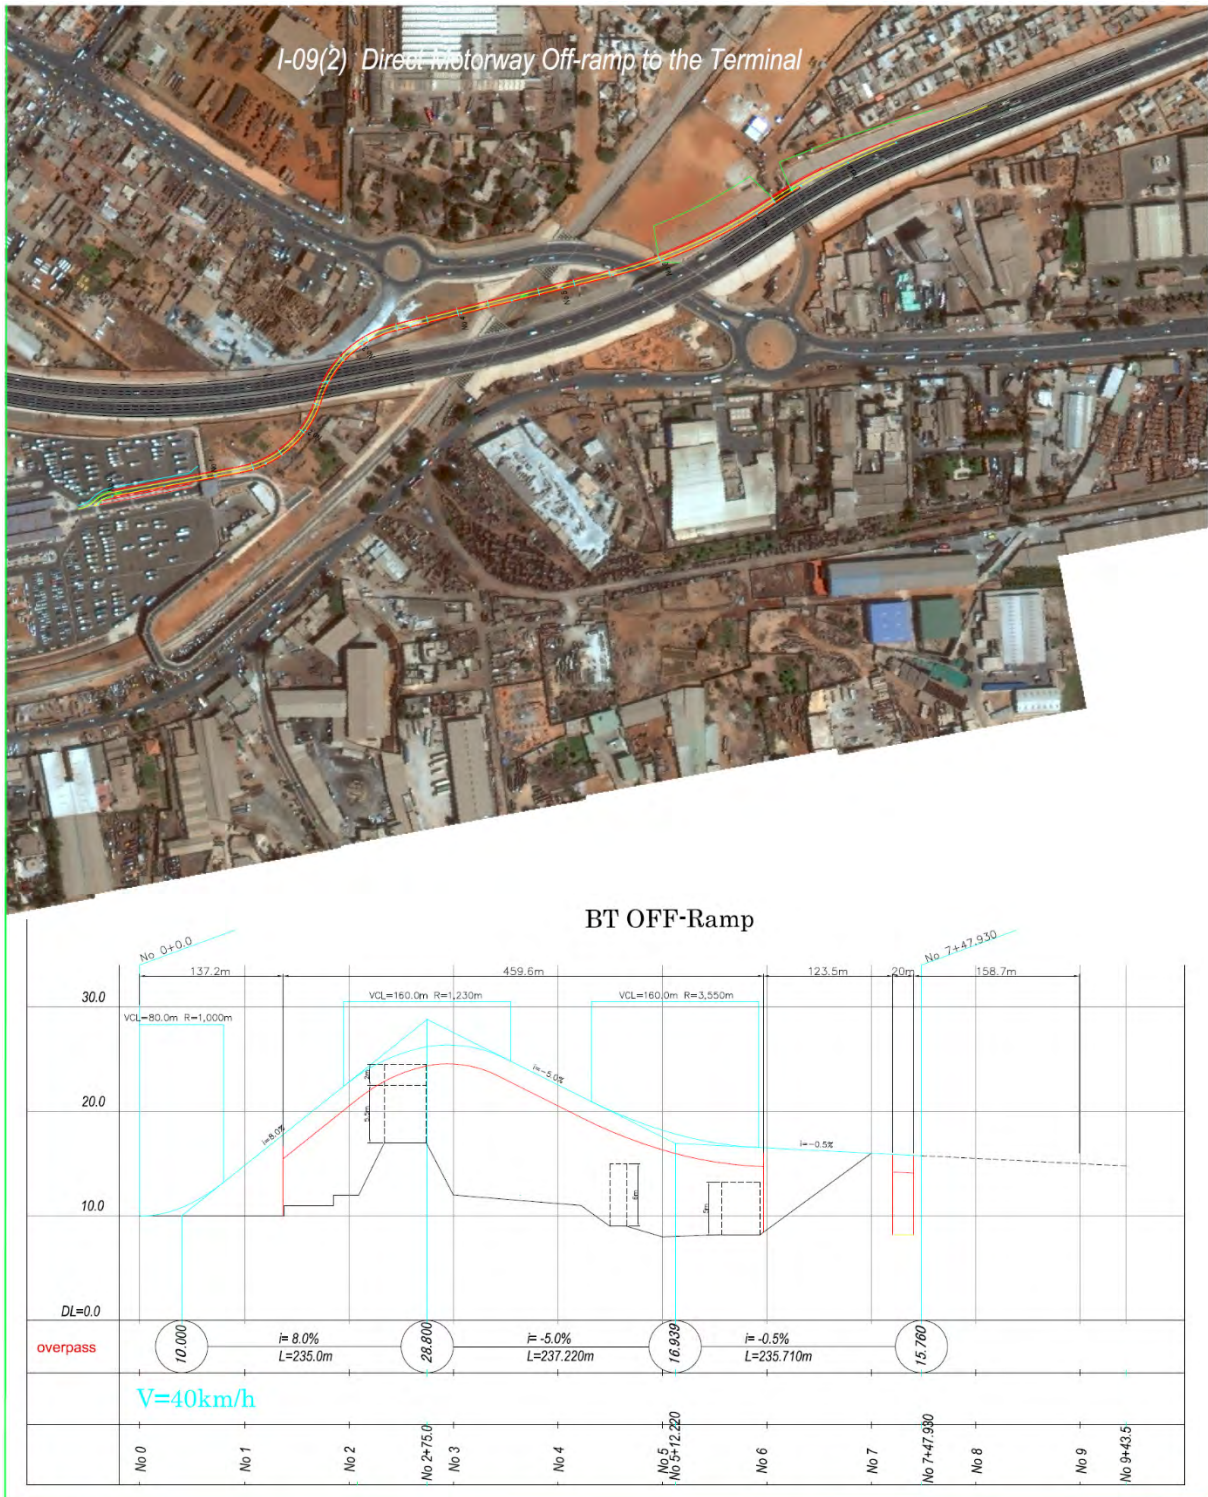 I-09(2) Direct Motorway Off-ramp to the Terminal
BT OFF-Ramp
No 0+0.0
No 7+47.930
137.2m
459.6m
123.5m
20m
158.7m
30.0
VCL=160.0m R=1,230m
VCL=160.0m R=3,550m
VCL=80.0m R=1,000m
i=-5.0%
2m
20.0
5.5m
i=8.0%
i=-0.5%
6m
5m
10.0
DL=0.0
overpass
10.000
i= 8.0%
L=235.0m
28.800
i= -5.0%
L=237.220m
16.939
i= -0.5%
L=235.710m
15.760
V=40km/h
No 0
No 1
No 2
No 2+75.0
No 3
No 4
No 5
No 5+12.220
No 6
No 7
No 7+47.930
No 8
No 9
No 9+43.5